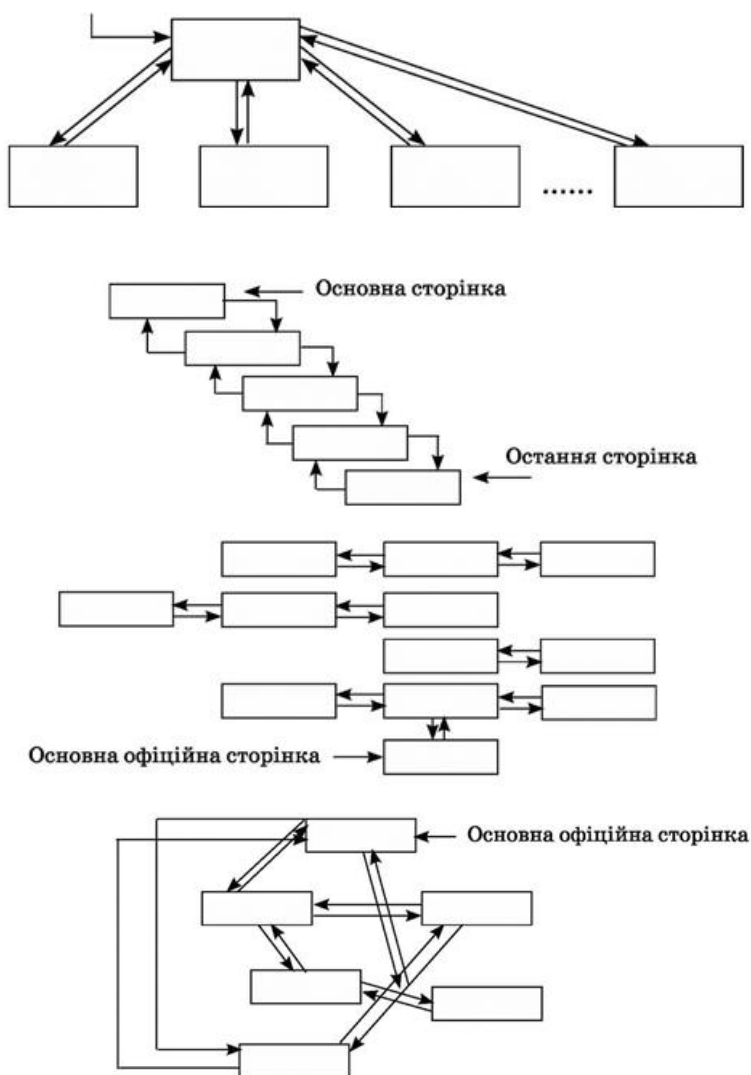 ......
Основна сторінка
Остання сторінка
Основна офіційна сторінка
Основна офіційна сторінка